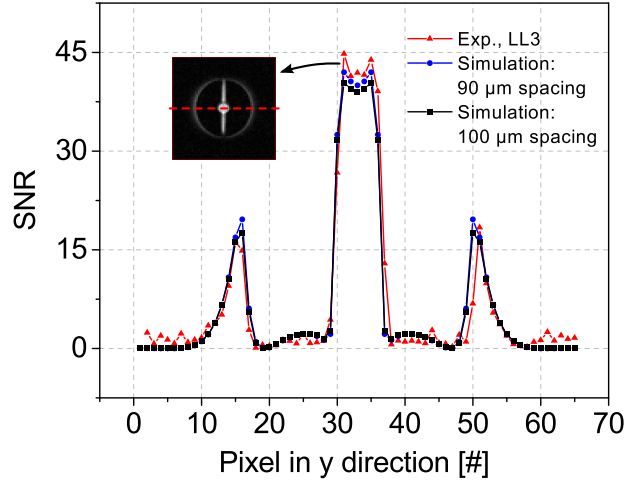 45
30
15
0
SNR
Exp., LL3
Simulation:
90 µm spacing
Simulation:
100 µm spacing
0 10 20 30 40 50 60 70
Pixel in y direction [#]